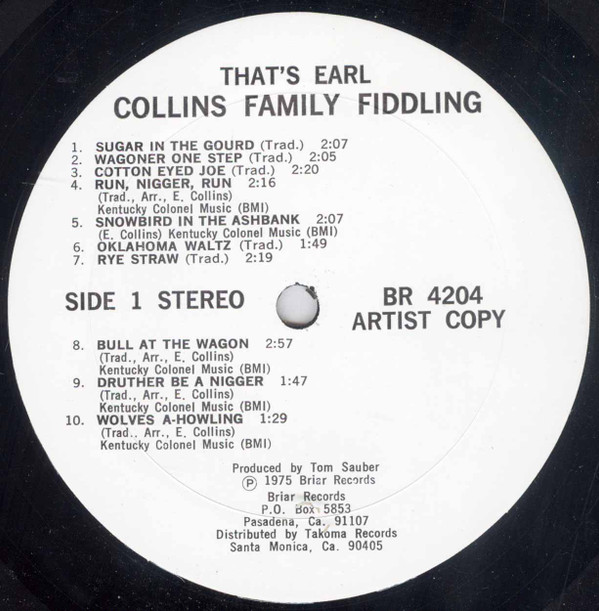 THAT'S EARL
COLLINS FAMILY FIDDLING
1. SUGAR IN THE GOURD (Trad.) 2:07
2. WAGONER ONE STEP (Trad.) 2:05
3. COTTON EYED JOE (Trad.) 2:20
4. RUN, NIGGER, RUN 2:16
(Trad., Arr., E. Collins)
Kentucky Colonel Music (BMI)
5. SNOWBIRD IN THE ASHBANK 2:07
(E. Collins) Kentucky Colonel Music (BMI)
6. OKLAHOMA WALTZ (Trad.) 1:49
7. RYE STRAW (Trad.) 2:19
SIDE 1 STEREO
BR 4204
ARTIST COPY
8. BULL AT THE WAGON 2:57
(Trad., Arr., E. Collins)
Kentucky Colonel Music (BMI)
9. DRUTHER BE A NIGGER 1:47
(Trad., Arr., E. Collins)
Kentucky Colonel Music (BMI)
10. WOLVES A-HOWLING 1:29
(Trad.. Arr., E. Collins)
Kentucky Colonel Music (BMI)
Produced by Tom Sauber
Ⓟ 1975 Briar Records
Briar Records
P.O. Box 5853
Pasadena, Ca. 91107
Distributed by Takoma Records
Santa Monica, Ca. 90405